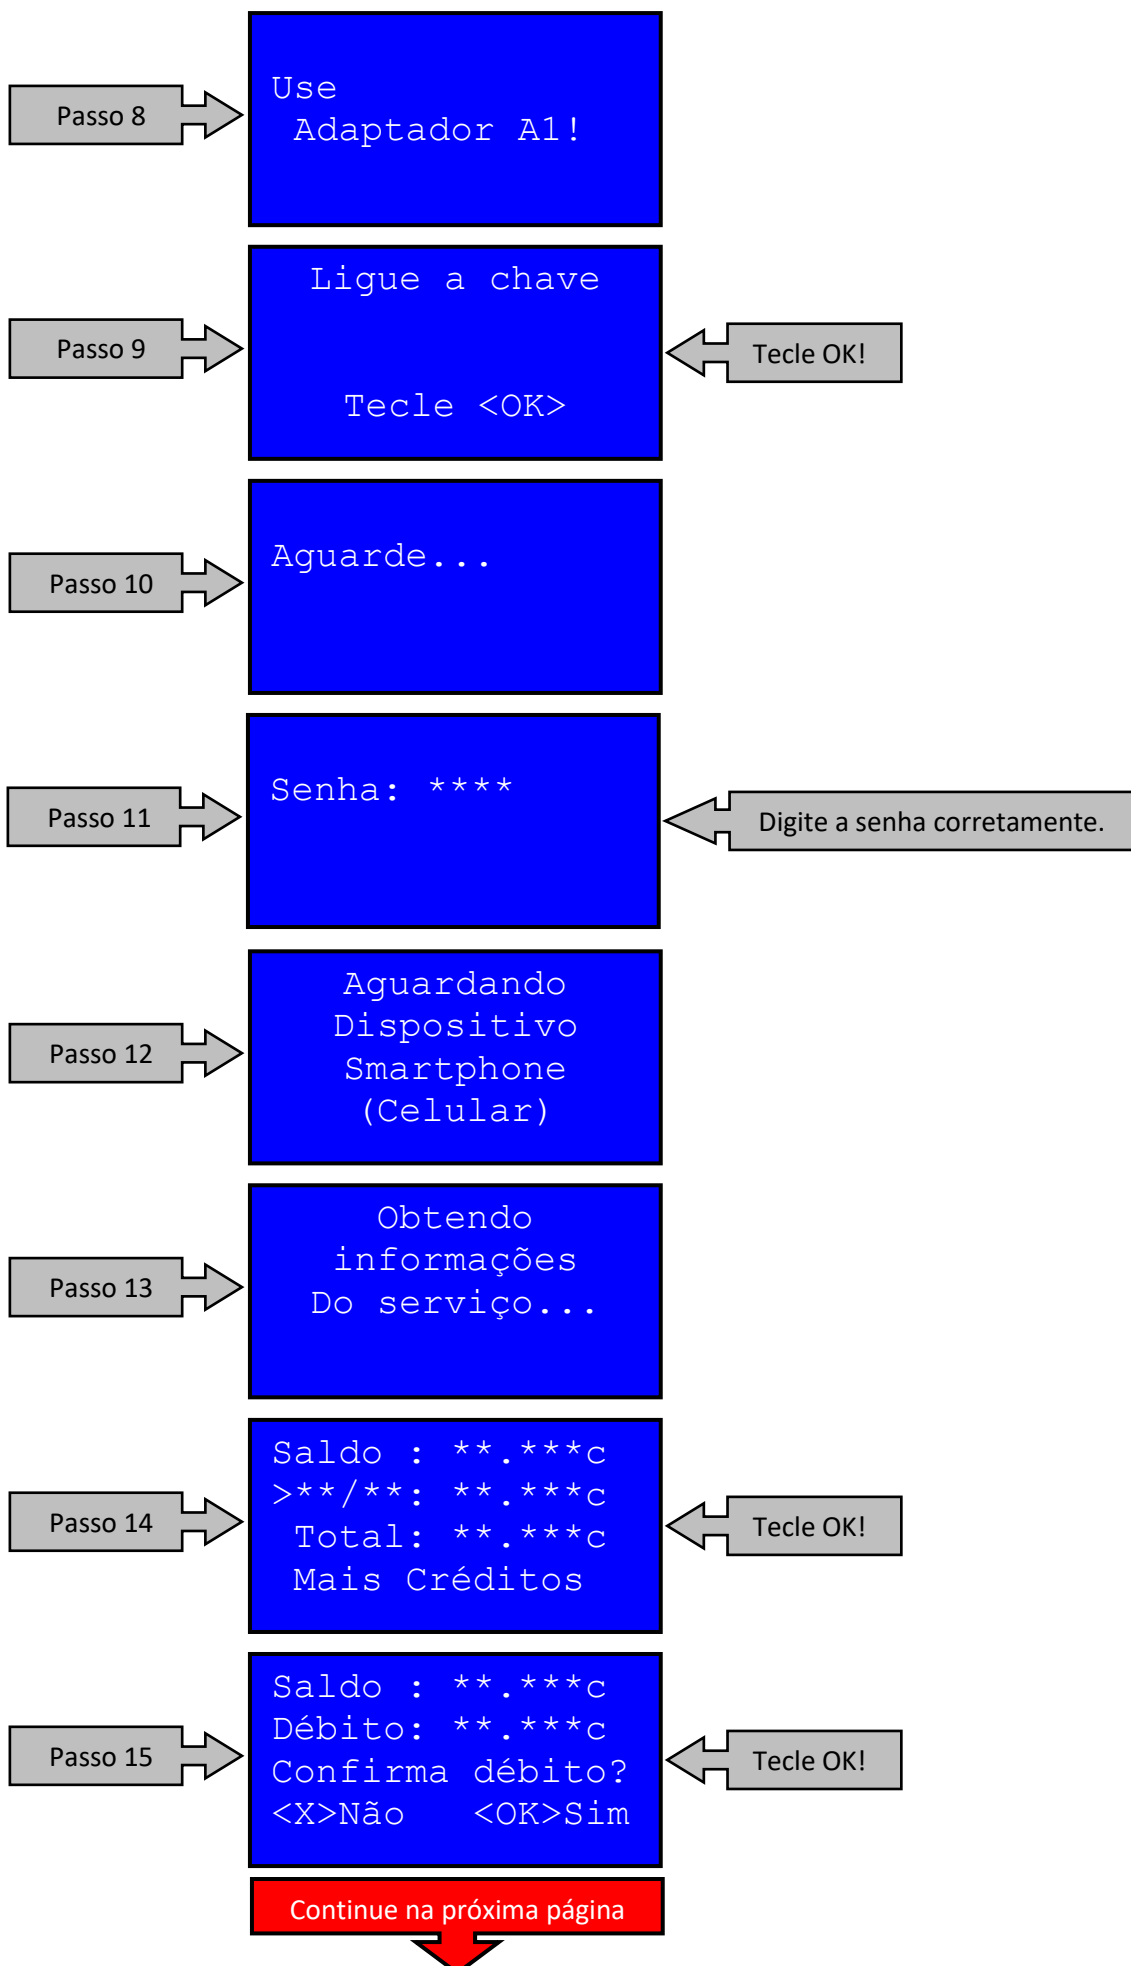 Passo 8
Use
Adaptador A1!
Passo 9
Ligue a chave
Tecle <OK>
Tecle OK!
Passo 10
Aguarde...
Passo 11
Senha: ****
Digite a senha corretamente.
Passo 12
Aguardando
Dispositivo
Smartphone
(Celular)
Passo 13
Obtendo
informações
Do serviço...
Passo 14
Saldo : **.***c
>**/**: **.***c
Total: **.***c
Mais Créditos
Tecle OK!
Passo 15
Saldo : **.***c
Débito: **.***c
Confirma débito?
<X>Não <OK>Sim
Tecle OK!
Continue na próxima página